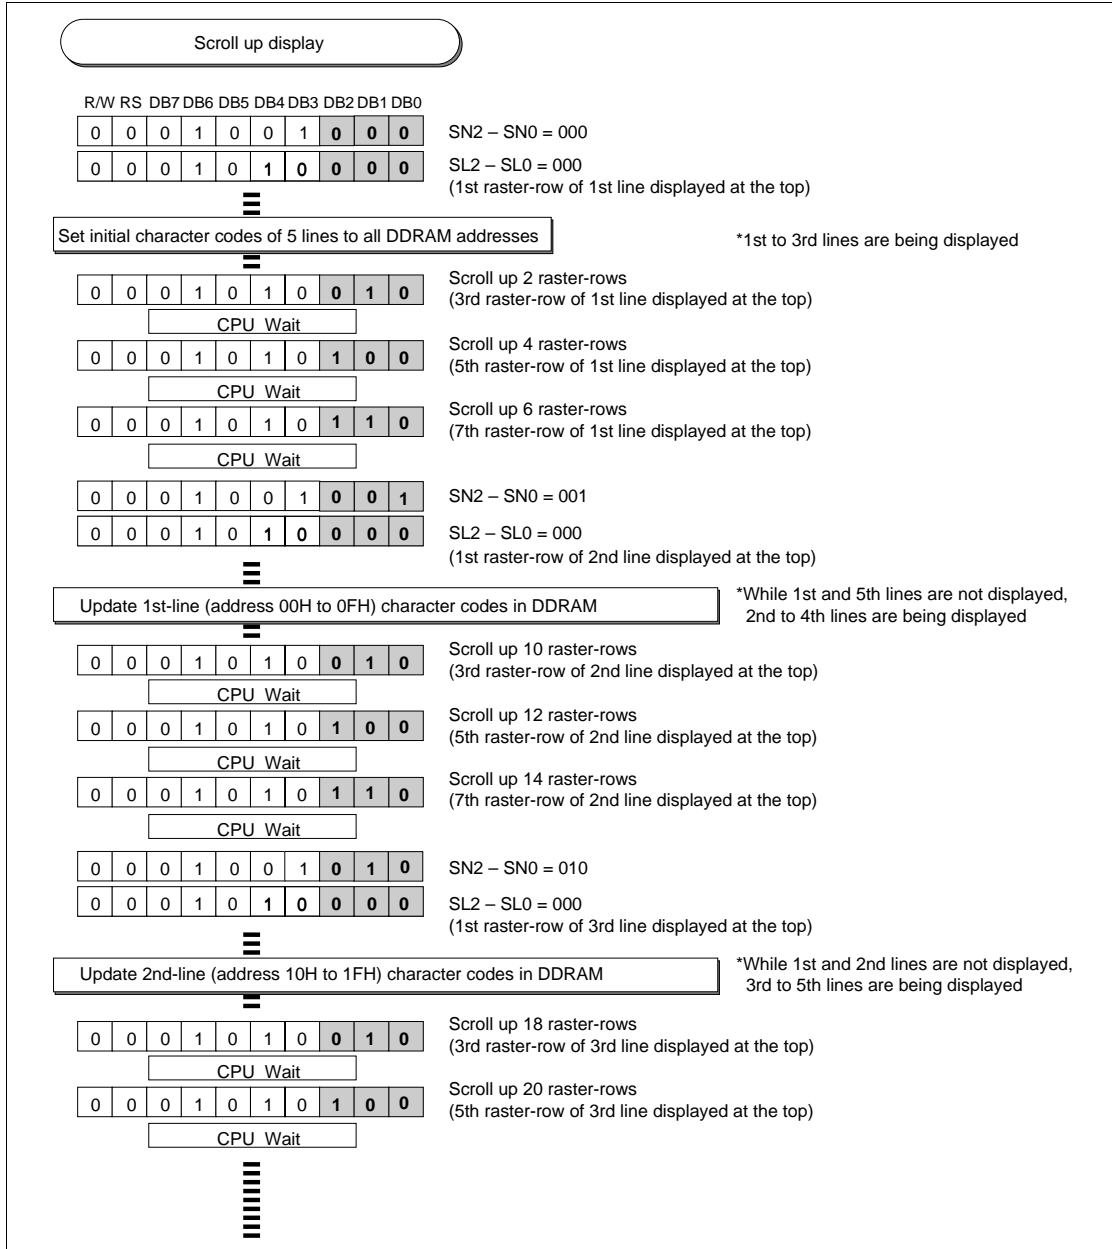 Scroll up display
R/W RS DB7 DB6 DB5 DB4 DB3 DB2 DB1 DB0
0 0 0 1 0 0 1 0 0 0 SN2 – SN0 = 000
0 0 0 1 0 1 0 0 0 0 SL2 – SL0 = 000
(1st raster-row of 1st line displayed at the top)
Set initial character codes of 5 lines to all DDRAM addresses *1st to 3rd lines are being displayed
0 0 0 1 0 1 0 0 1 0 Scroll up 2 raster-rows
(3rd raster-row of 1st line displayed at the top)
CPU Wait
0 0 0 1 0 1 0 1 0 0 Scroll up 4 raster-rows
(5th raster-row of 1st line displayed at the top)
CPU Wait
0 0 0 1 0 1 0 1 1 0 Scroll up 6 raster-rows
(7th raster-row of 1st line displayed at the top)
CPU Wait
0 0 0 1 0 0 1 0 0 1 SN2 – SN0 = 001
0 0 0 1 0 1 0 0 0 0 SL2 – SL0 = 000
(1st raster-row of 2nd line displayed at the top)
Update 1st-line (address 00H to 0FH) character codes in DDRAM *While 1st and 5th lines are not displayed,
2nd to 4th lines are being displayed
0 0 0 1 0 1 0 0 1 0 Scroll up 10 raster-rows
(3rd raster-row of 2nd line displayed at the top)
CPU Wait
0 0 0 1 0 1 0 1 0 0 Scroll up 12 raster-rows
(5th raster-row of 2nd line displayed at the top)
CPU Wait
0 0 0 1 0 1 0 1 1 0 Scroll up 14 raster-rows
(7th raster-row of 2nd line displayed at the top)
CPU Wait
0 0 0 1 0 0 1 0 1 0 SN2 – SN0 = 010
0 0 0 1 0 1 0 0 0 0 SL2 – SL0 = 000
(1st raster-row of 3rd line displayed at the top)
Update 2nd-line (address 10H to 1FH) character codes in DDRAM *While 1st and 2nd lines are not displayed,
3rd to 5th lines are being displayed
0 0 0 1 0 1 0 0 1 0 Scroll up 18 raster-rows
(3rd raster-row of 3rd line displayed at the top)
CPU Wait
0 0 0 1 0 1 0 1 0 0 Scroll up 20 raster-rows
(5th raster-row of 3rd line displayed at the top)
CPU Wait